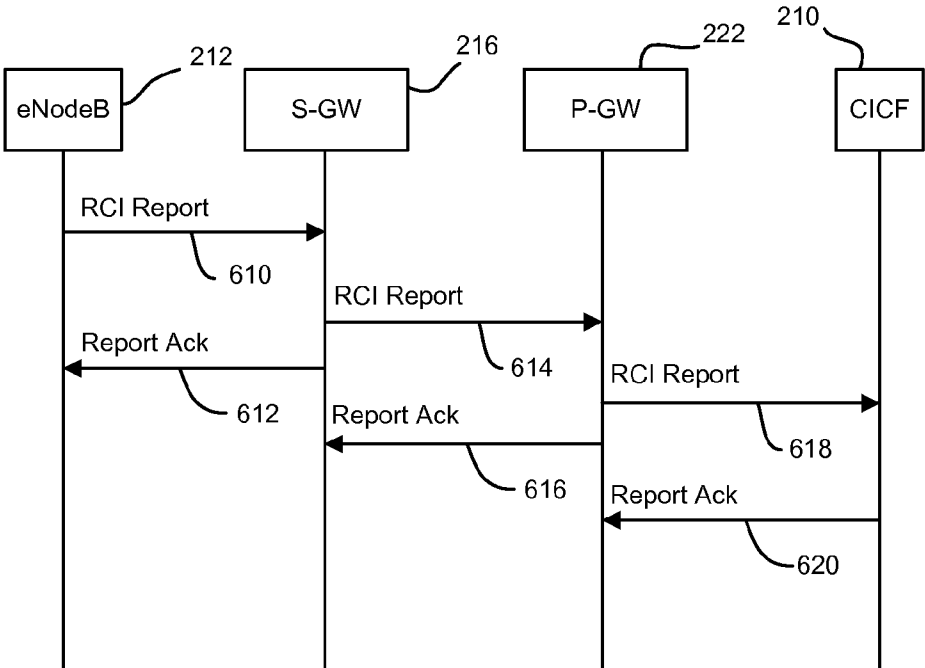 212
216
222
210
eNodeB
S-GW
P-GW
CICF
RCI Report
610
RCI Report
Report Ack
614
RCI Report
612
Report Ack
618
616
Report Ack
620